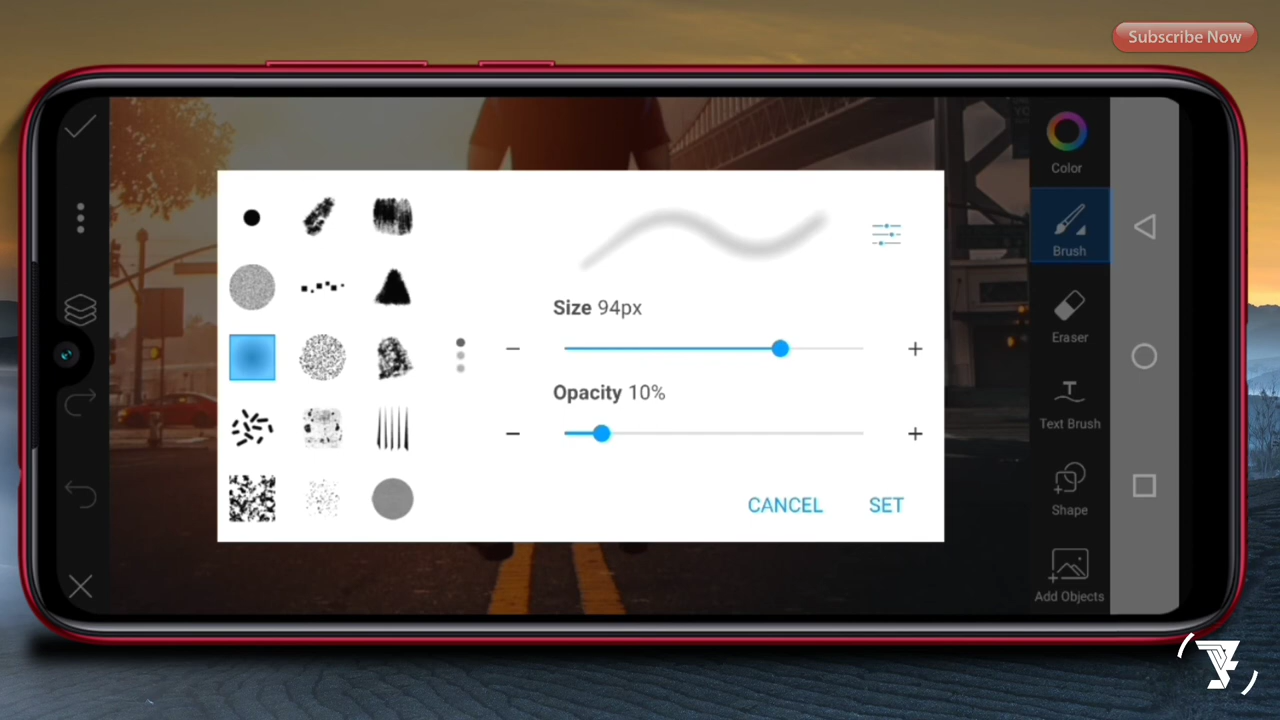 Subscribe Now
Color
Brush
Eraser
Text Brush
Shape
Add Objects
Size 94px
Opacity 10%
CANCEL
SET